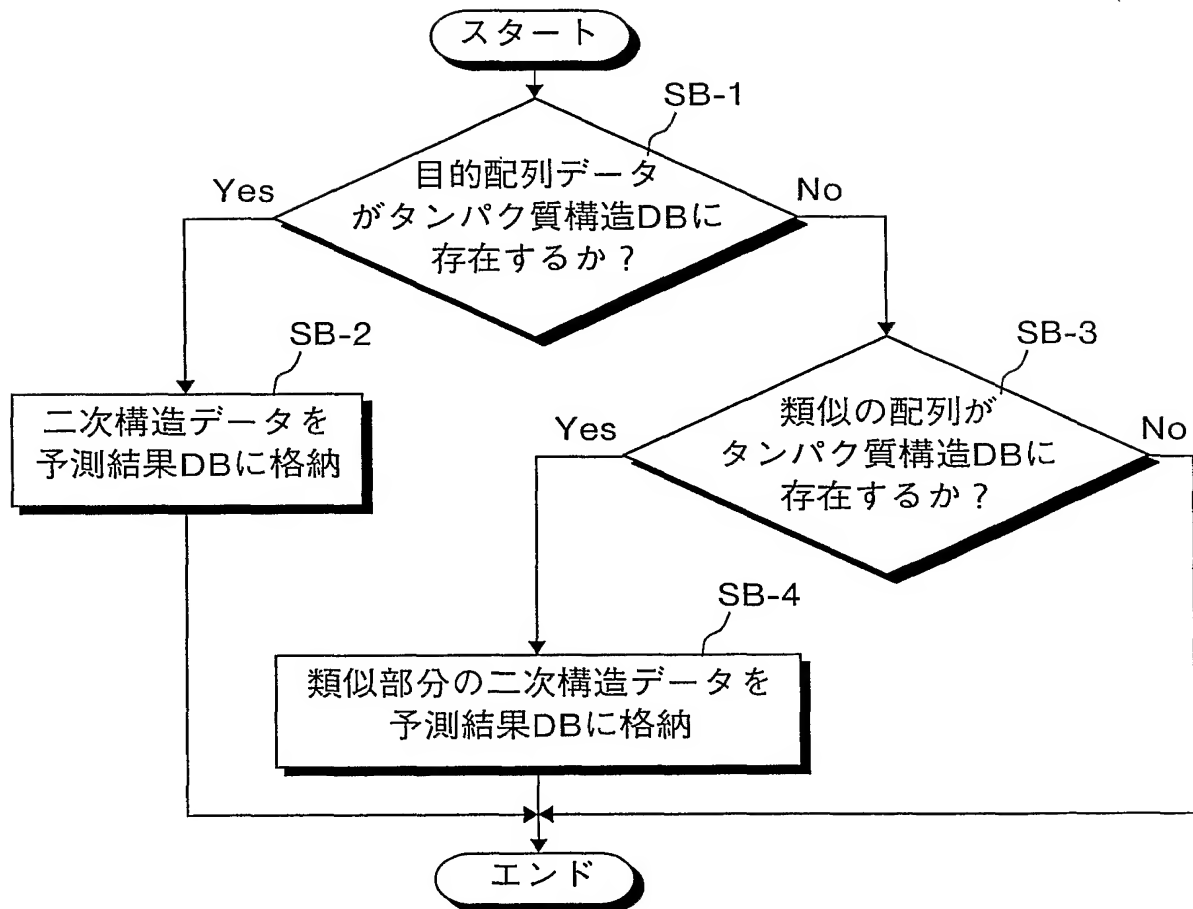 スタート
SB-1
目的配列データ
がタンパク質構造DBに
存在するか？
Yes
No
SB-2
二次構造データを
予測結果DBに格納
SB-3
類似の配列が
タンパク質構造DBに
存在するか？
Yes
No
SB-4
類似部分の二次構造データを
予測結果DBに格納
エンド